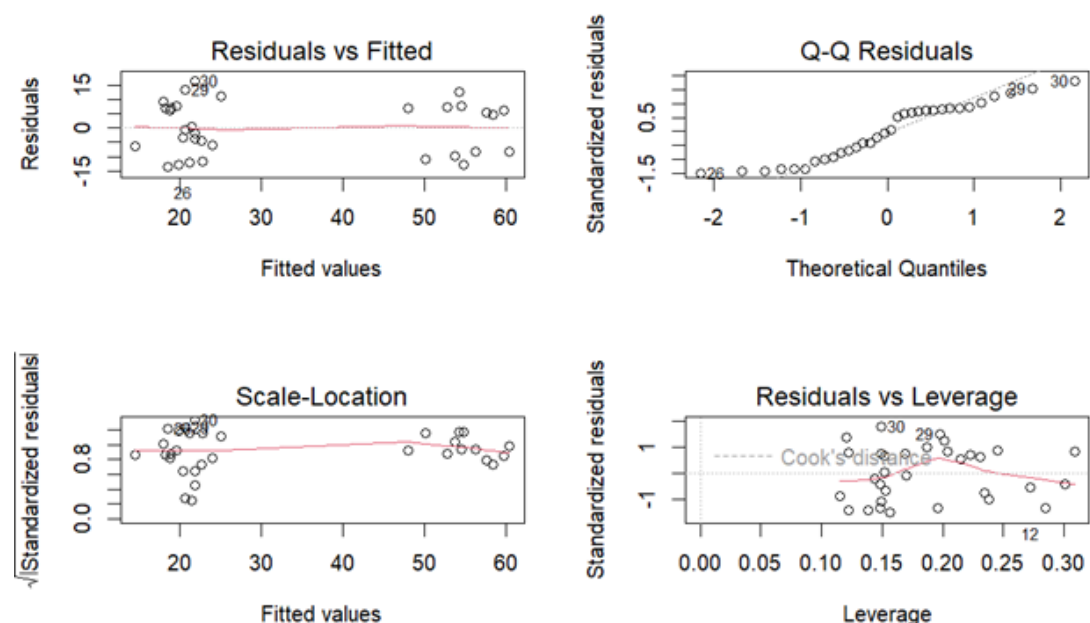 Residuals vs Fitted
Residuals
15
0
-15
30
29
26
20 30 40 50 60
Fitted values
Q-Q Residuals
Standardized residuals
0.5
-1.5
26
29
30
-2 -1 0 1 2
Theoretical Quantiles
Scale-Location
√|Standardized residuals|
0.8
0.0
30
29
20 30 40 50 60
Fitted values
Residuals vs Leverage
Standardized residuals
1
-1
30
29
Cook's distance
12
0.00 0.05 0.10 0.15 0.20 0.25 0.30
Leverage